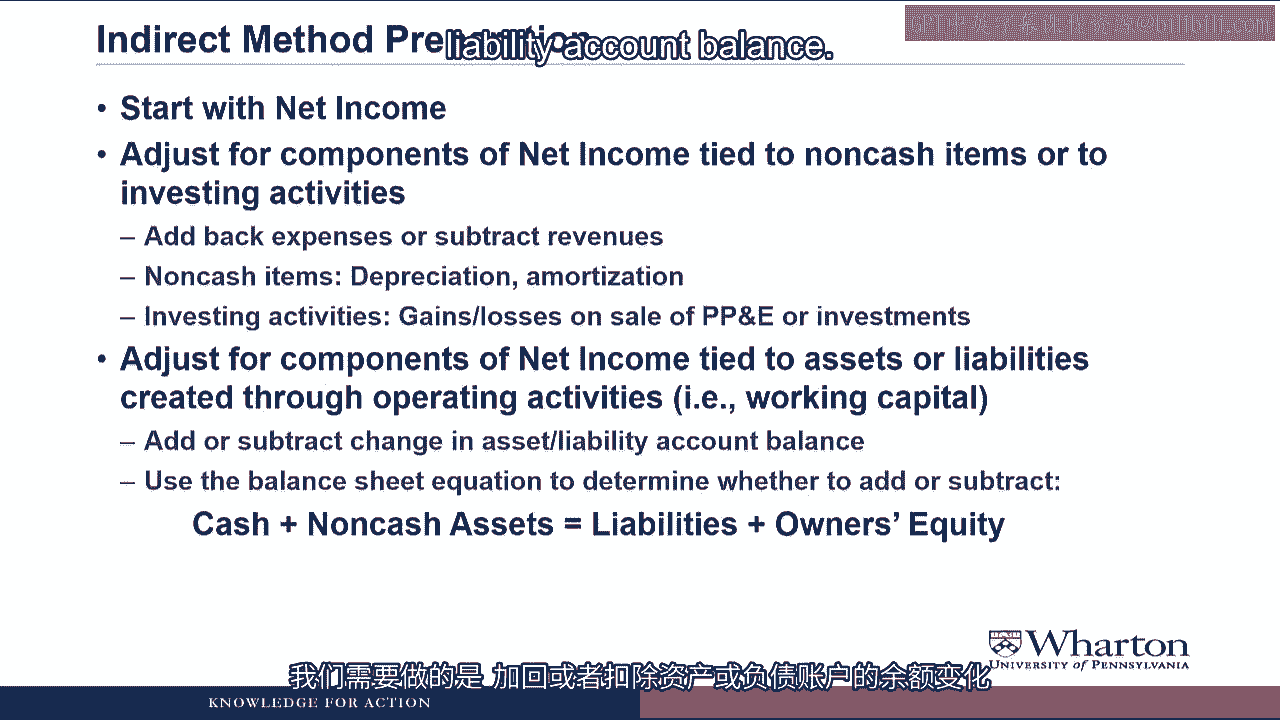 Indirect Method Preparation
liability account balance.
• Start with Net Income
• Adjust for components of Net Income tied to noncash items or to
investing activities
– Add back expenses or subtract revenues
– Noncash items: Depreciation, amortization
– Investing activities: Gains/losses on sale of PP&E or investments
• Adjust for components of Net Income tied to assets or liabilities
created through operating activities (i.e., working capital)
– Add or subtract change in asset/liability account balance
– Use the balance sheet equation to determine whether to add or subtract:
Cash + Noncash Assets = Liabilities + Owners’ Equity
Wharton
UNIVERSITY of PENNSYLVANIA
我们需要做的是 加回或者扣除资产或负债账户的余额变化
KNOWLEDGE FOR ACTION